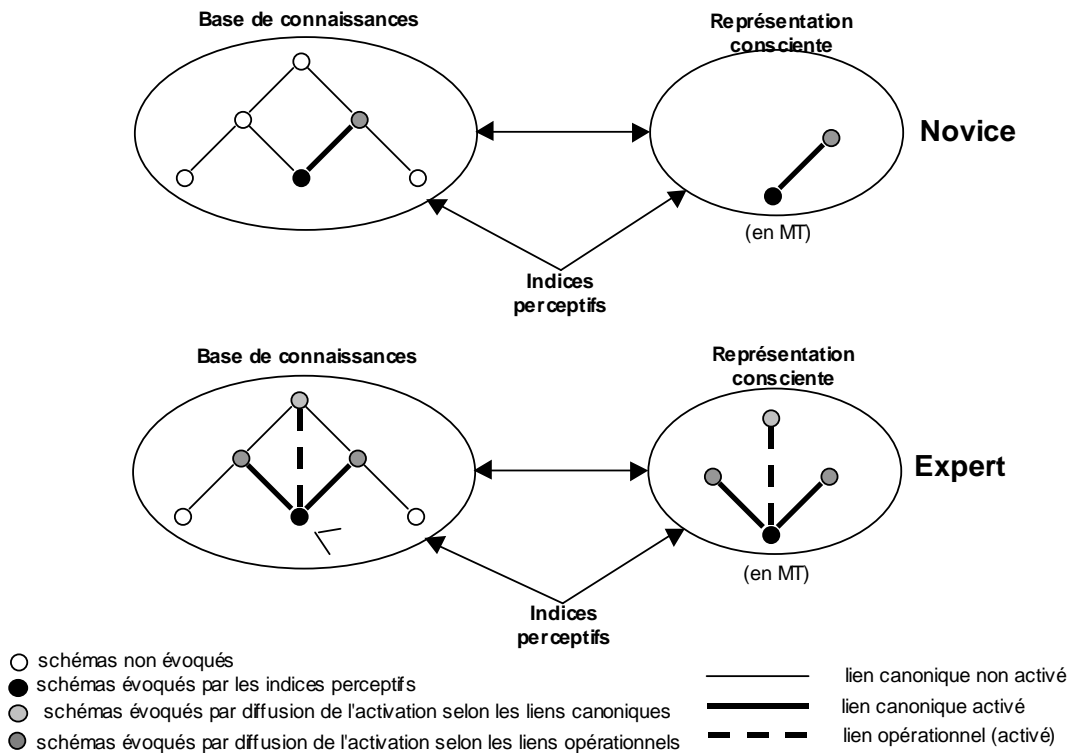 Base de connaissances
Représentation
consciente
Novice
(en MT)
Indices
perceptifs
Base de connaissances
Représentation
consciente
Expert
(en MT)
Indices
perceptifs
schémas non évoqués
schémas évoqués par les indices perceptifs
schémas évoqués par diffusion de l'activation selon les liens canoniques
schémas évoqués par diffusion de l'activation selon les liens opérationnels
lien canonique non activé
lien canonique activé
lien opérationnel (activé)